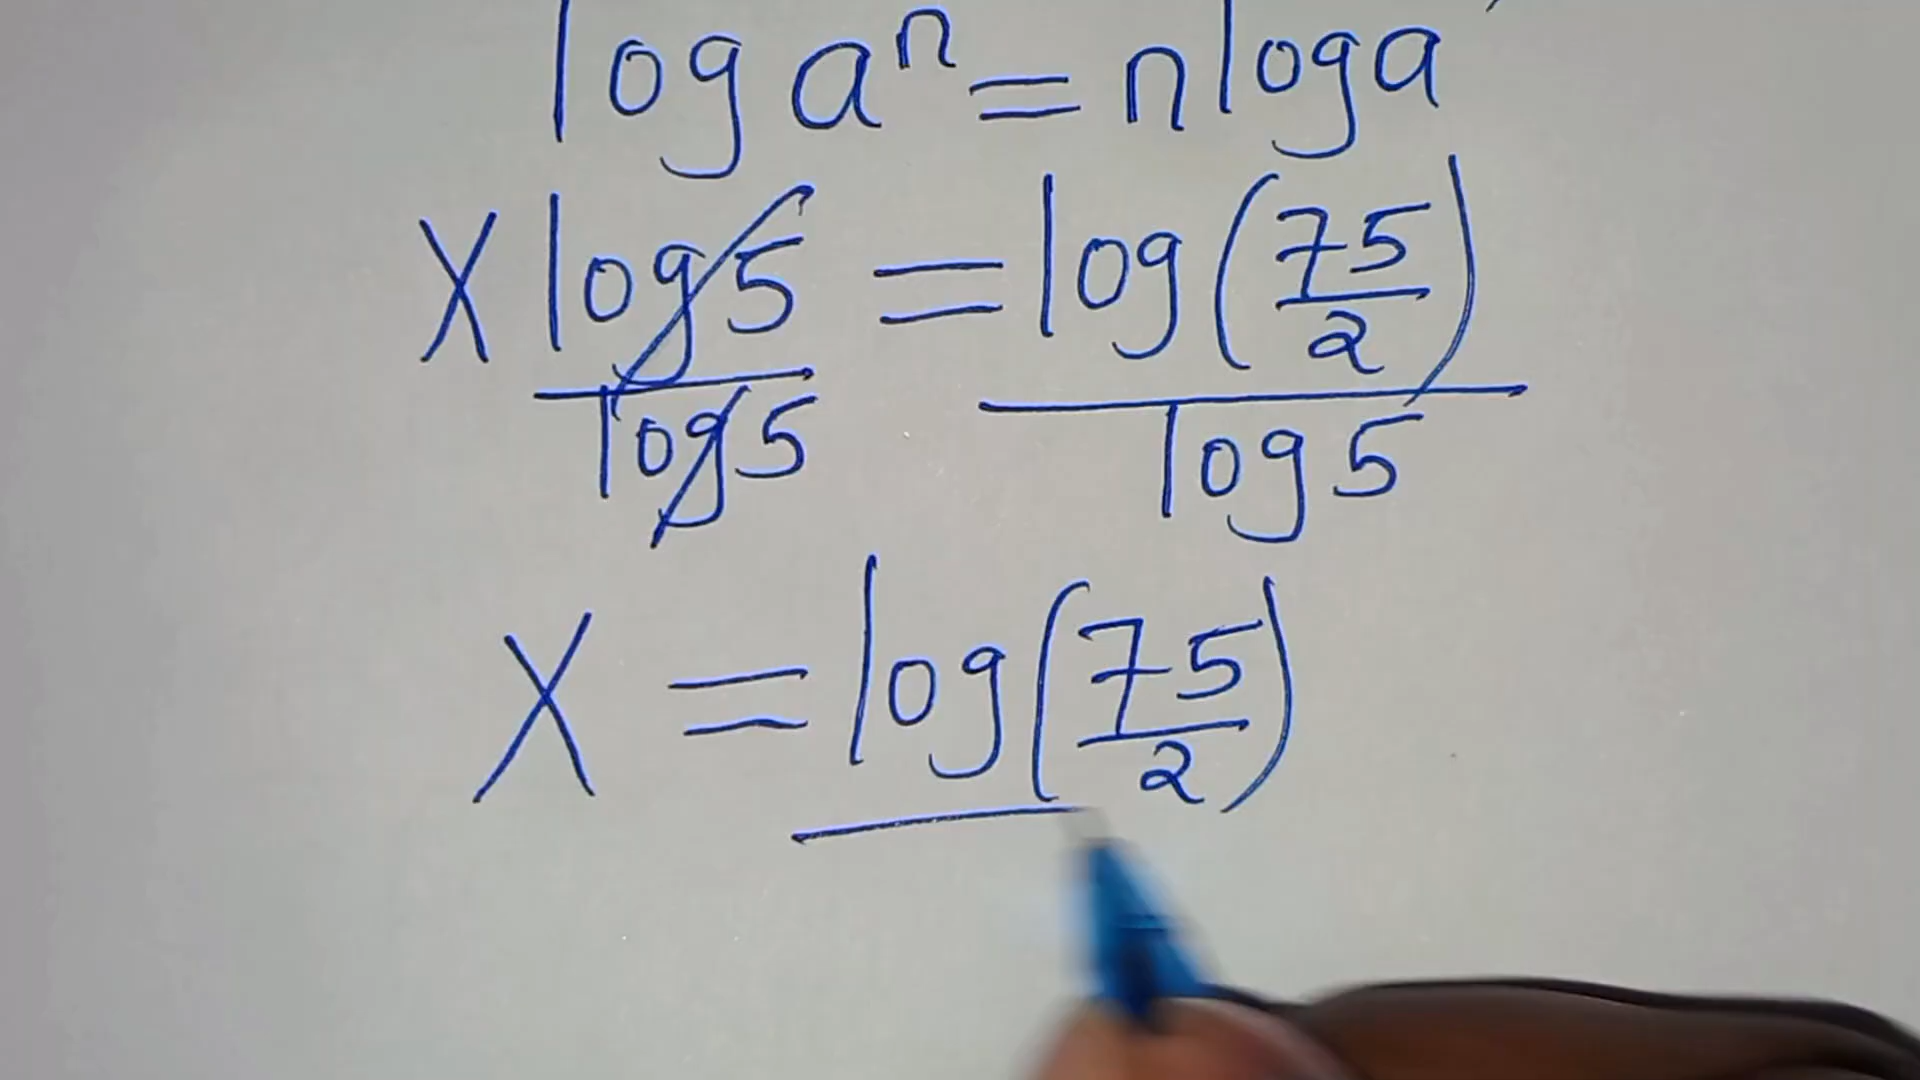 log aⁿ = n log a
X log 5 = log(75/2)
log 5 log 5
X = log(75/2)